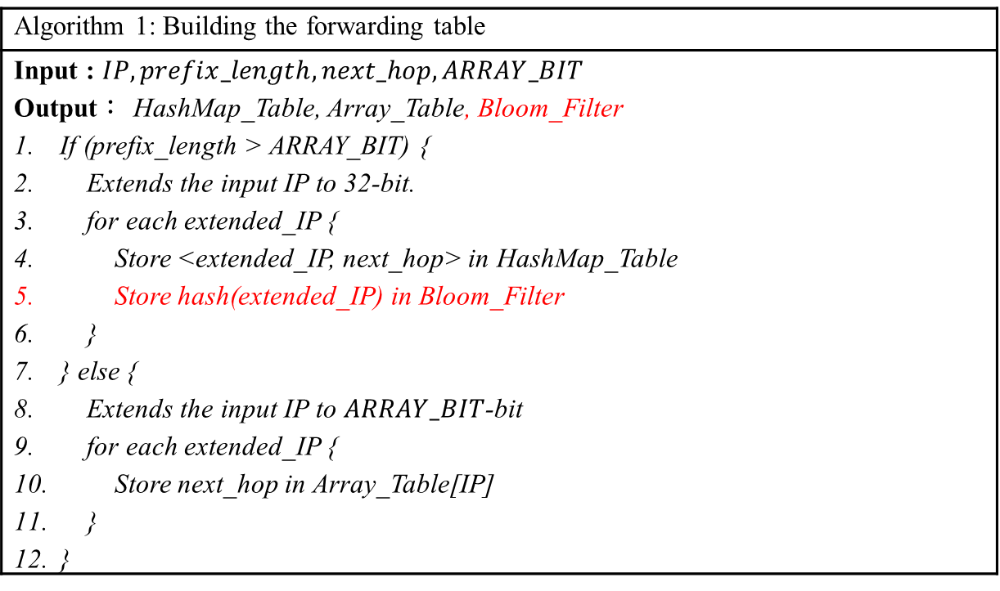 Algorithm 1: Building the forwarding table
Input : IP,prefix_length,next_hop,ARRAY_BIT
Output： HashMap_Table, Array_Table, Bloom_Filter
1. If (prefix_length > ARRAY_BIT) {
2. Extends the input IP to 32-bit.
3. for each extended_IP {
4. Store <extended_IP, next_hop> in HashMap_Table
5. Store hash(extended_IP) in Bloom_Filter
6. }
7. } else {
8. Extends the input IP to ARRAY_BIT-bit
9. for each extended_IP {
10. Store next_hop in Array_Table[IP]
11. }
12. }